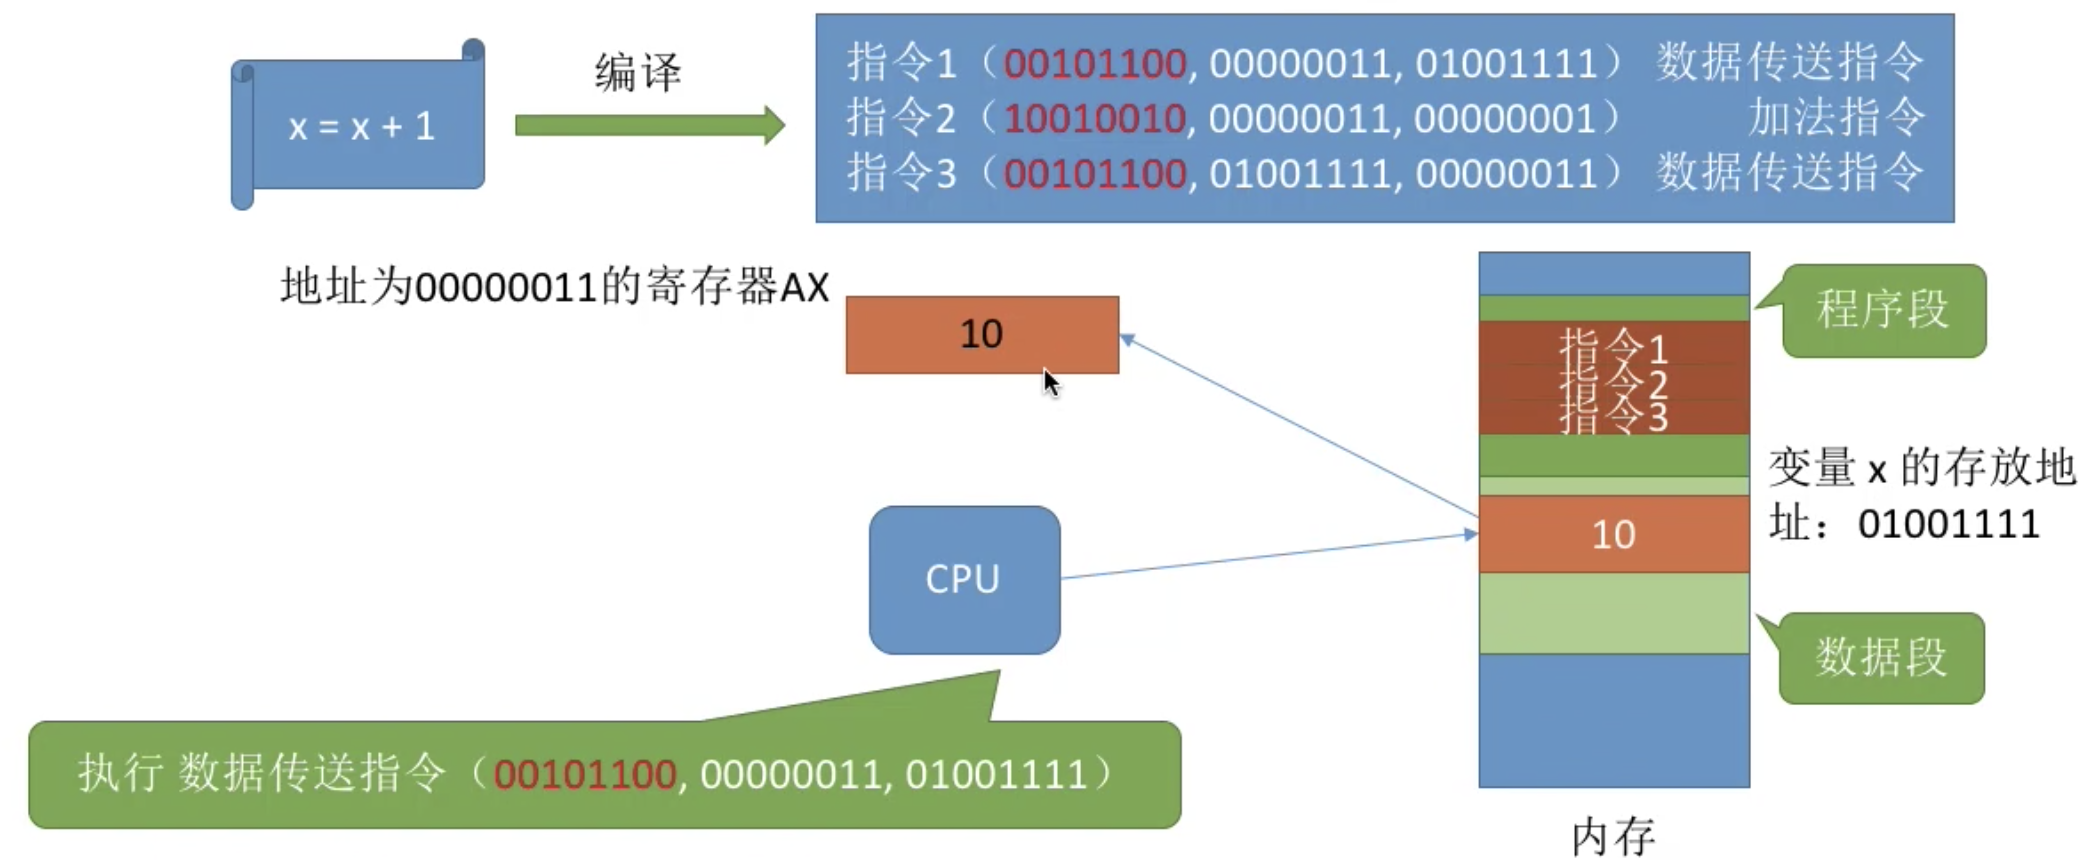 x = x + 1
编译
指令1（00101100, 00000011, 01001111） 数据传送指令
指令2（10010010, 00000011, 00000001） 加法指令
指令3（00101100, 01001111, 00000011） 数据传送指令
地址为00000011的寄存器AX
10
程序段
指令1
指令2
指令3
变量 x 的存放地
址：01001111
10
CPU
数据段
执行 数据传送指令（00101100, 00000011, 01001111）
内存